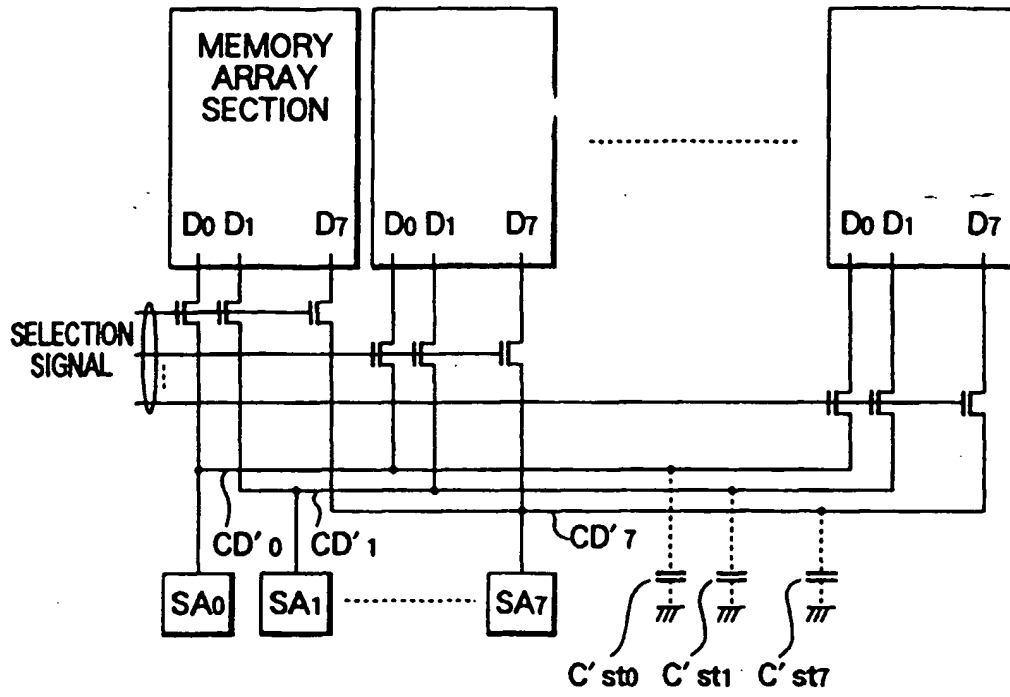 MEMORY
ARRAY
SECTION
D0 D1 D7
D0 D1 D7
D0 D1 D7
SELECTION
SIGNAL
CD'0
CD'1
CD'7
SA0
SA1
SA7
C'st0
C'st1
C'st7